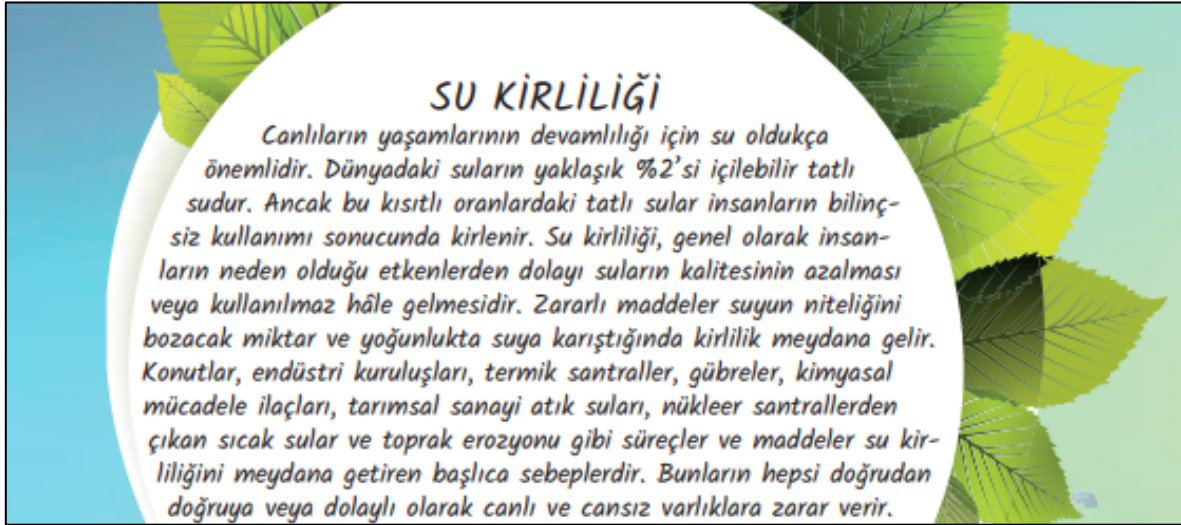 SU KİRLİLİĞİ
Canlıların yaşamlarının devamlılığı için su oldukça
önemlidir. Dünyadaki suların yaklaşık %2'si içilebilir tatlı
sudur. Ancak bu kısıtlı oranlardaki tatlı sular insanların bilinç-
siz kullanımı sonucunda kirlenir. Su kirliliği, genel olarak insan-
ların neden olduğu etkenlerden dolayı suların kalitesinin azalması
veya kullanılmaz hâle gelmesidir. Zararlı maddeler suyun niteliğini
bozacak miktar ve yoğunlukta suya karıştığında kirlilik meydana gelir.
Konutlar, endüstri kuruluşları, termik santraller, gübreler, kimyasal
mücadele ilaçları, tarımsal sanayi atık suları, nükleer santrallerden
çıkan sıcak sular ve toprak erozyonu gibi süreçler ve maddeler su kir-
liliğini meydana getiren başlıca sebeplerdir. Bunların hepsi doğrudan
doğruya veya dolaylı olarak canlı ve cansız varlıklara zarar verir.